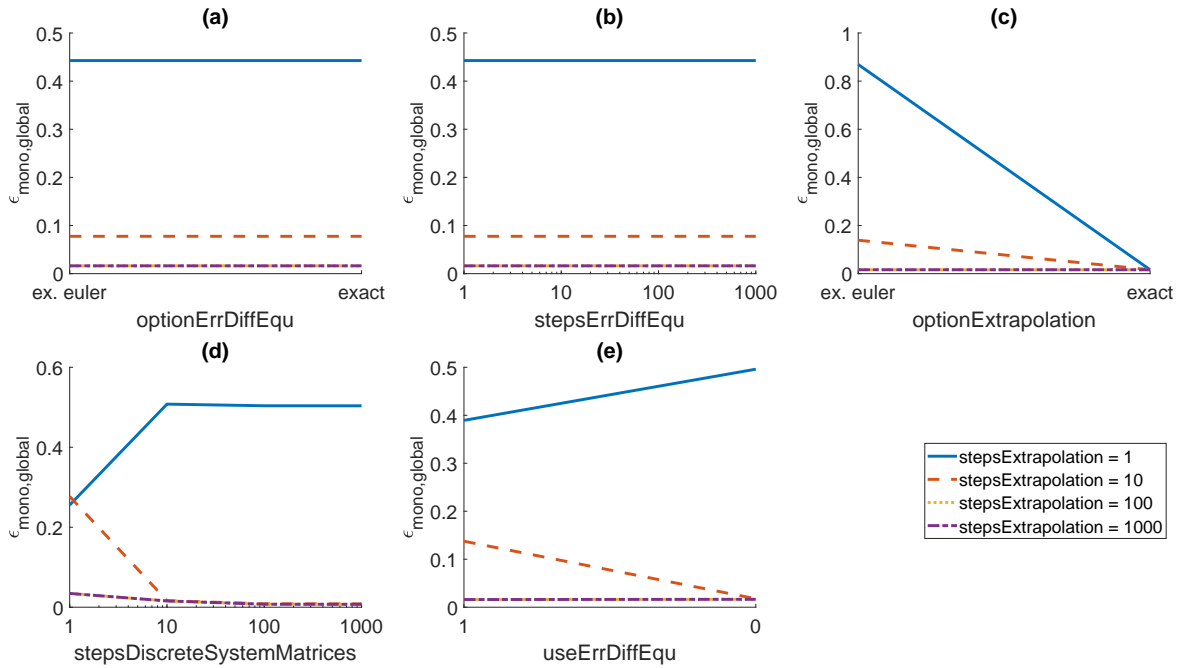 (a)
0.5
0.4
0.3
0.2
0.1
0
ϵmono,global
ex. euler exact
optionErrDiffEqu
(b)
0.5
0.4
0.3
0.2
0.1
0
ϵmono,global
1 10 100 1000
stepsErrDiffEqu
(c)
1
0.8
0.6
0.4
0.2
0
ϵmono,global
ex. euler exact
optionExtrapolation
(d)
0.6
0.4
0.2
0
ϵmono,global
1 10 100 1000
stepsDiscreteSystemMatrices
(e)
0.5
0.4
0.3
0.2
0.1
0
ϵmono,global
1 0
useErrDiffEqu
stepsExtrapolation = 1
stepsExtrapolation = 10
stepsExtrapolation = 100
stepsExtrapolation = 1000